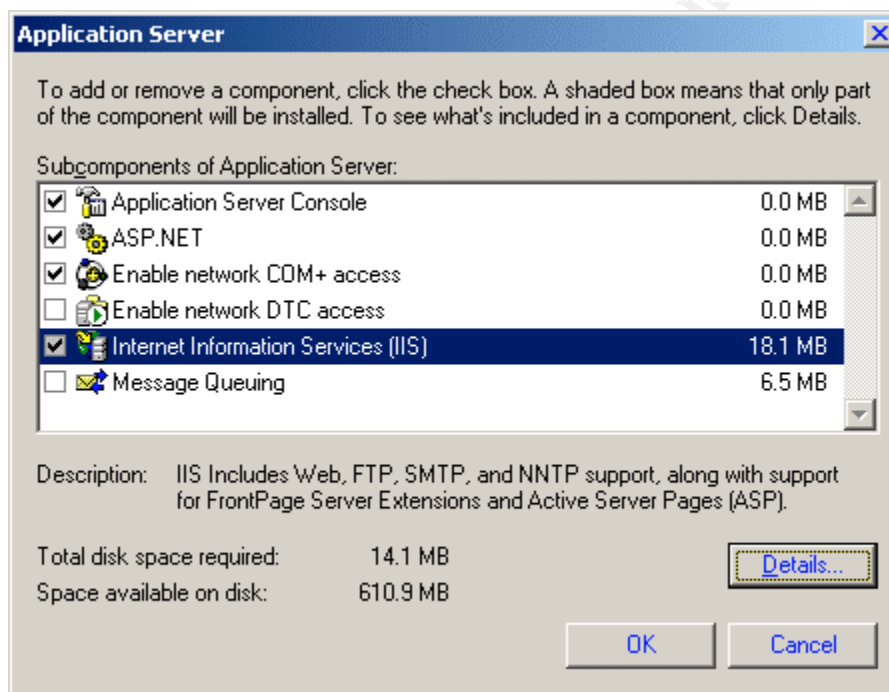 Application Server
To add or remove a component, click the check box. A shaded box means that only part
of the component will be installed. To see what's included in a component, click Details.
Subcomponents of Application Server:
Application Server Console 0.0 MB
ASP.NET 0.0 MB
Enable network COM+ access 0.0 MB
Enable network DTC access 0.0 MB
Internet Information Services (IIS) 18.1 MB
Message Queuing 6.5 MB
Description: IIS Includes Web, FTP, SMTP, and NNTP support, along with support
for FrontPage Server Extensions and Active Server Pages (ASP).
Total disk space required: 14.1 MB
Space available on disk: 610.9 MB
Details...
OK Cancel